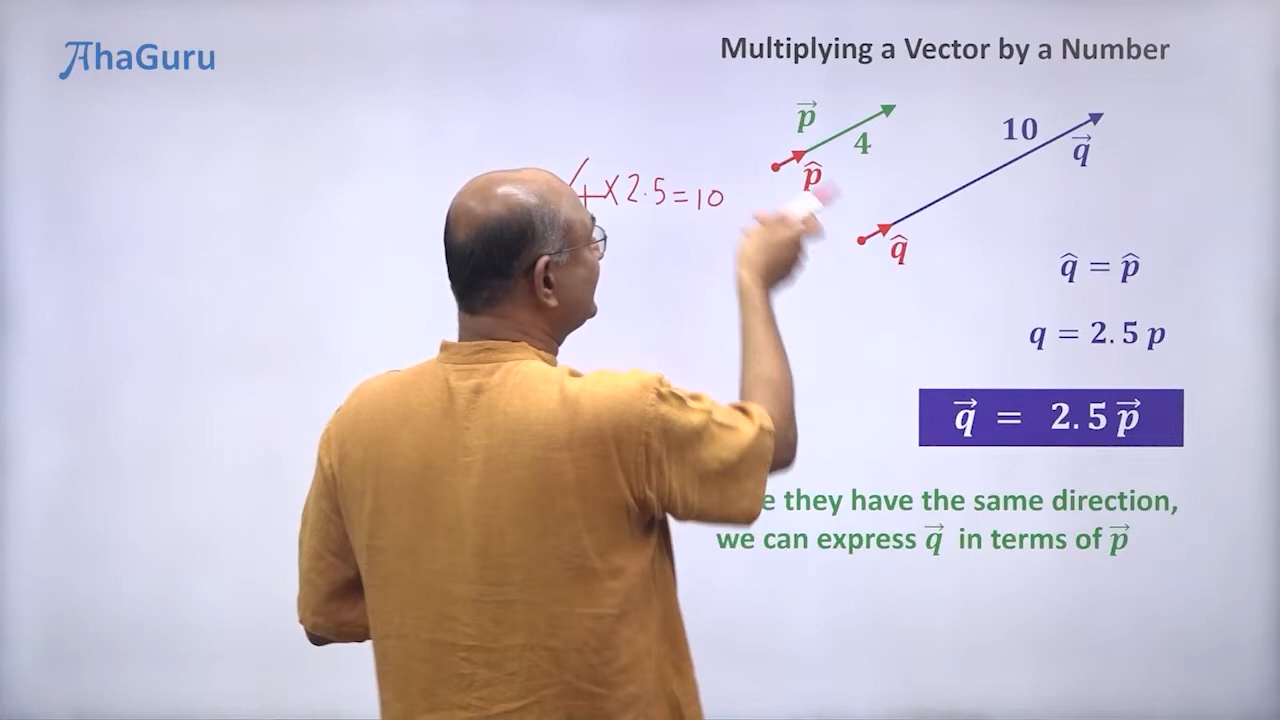 AhaGuru
Multiplying a Vector by a Number
p⃗
4
p̂
10
q⃗
q̂
4×2.5=10
q̂ = p̂
q = 2.5 p
q⃗ = 2.5 p⃗
they have the same direction,
we can express q⃗ in terms of p⃗